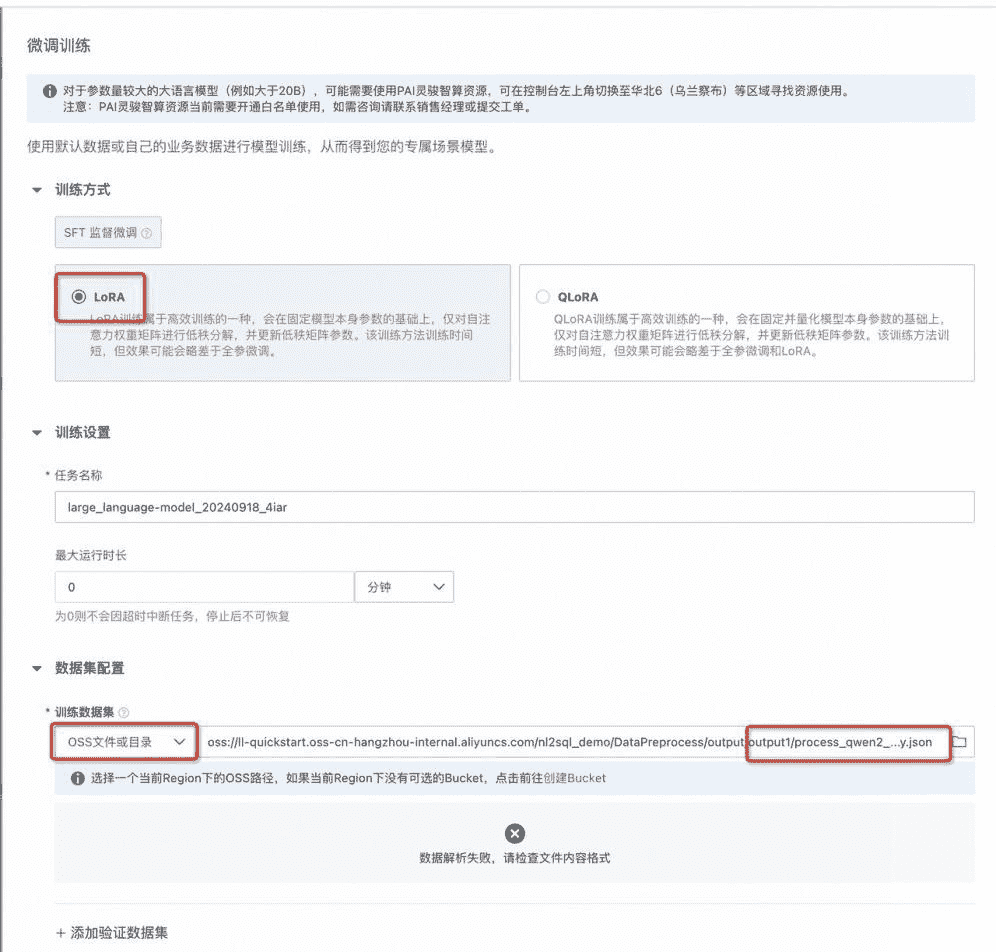 微调训练
对于参数量较大的大语言模型（例如大于20B），可能需要使用PAI灵骏智算资源，可在控制台左上角切换至华北6（乌兰察布）等区域寻找资源使用。
注意：PAI灵骏智算资源当前需要开通白名单使用，如需咨询请联系销售经理或提交工单。
使用默认数据或自己的业务数据进行模型训练，从而得到您的专属场景模型。
训练方式
SFT 监督微调
LoRA
LoRA训练属于高效训练的一种，会在固定模型本身参数的基础上，仅对自注
意力权重矩阵进行低秩分解，并更新低秩矩阵参数。该训练方法训练时间
短，但效果可能会略差于全参微调。
QLoRA
QLoRA训练属于高效训练的一种，会在固定并量化模型本身参数的基础上，
仅对自注意力权重矩阵进行低秩分解，并更新低秩矩阵参数。该训练方法训
练时间短，但效果可能会略差于全参微调和LoRA。
训练设置
* 任务名称
large_language-model_20240918_4iar
最大运行时长
0 分钟
为0则不会因超时中断任务，停止后不可恢复
数据集配置
* 训练数据集
OSS文件或目录 oss://ll-quickstart.oss-cn-hangzhou-internal.aliyuncs.com/nl2sql_demo/DataPreprocess/output/output1/process_qwen2_...y.json
选择一个当前Region下的OSS路径，如果当前Region下没有可选的Bucket，点击前往创建Bucket
数据解析失败，请检查文件内容格式
+ 添加验证数据集